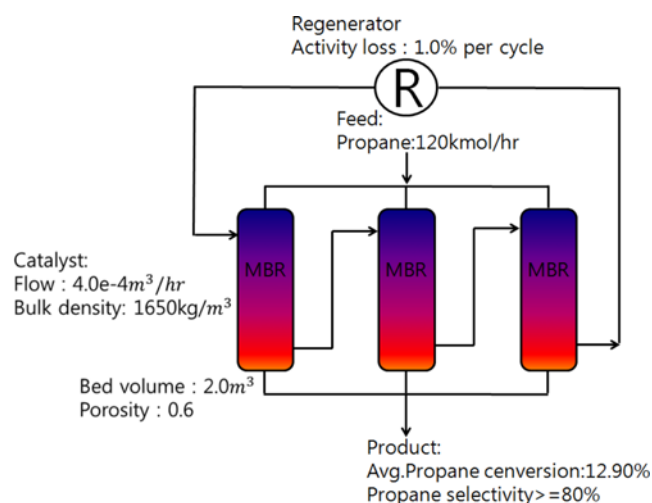 Regenerator
Activity loss : 1.0% per cycle
R
Feed:
Propane:120kmol/hr
MBR
MBR
MBR
Catalyst:
Flow : 4.0e-4m³/hr
Bulk density: 1650kg/m³
Bed volume : 2.0m³
Porosity : 0.6
Product:
Avg.Propane cenversion:12.90%
Propane selectivity>=80%